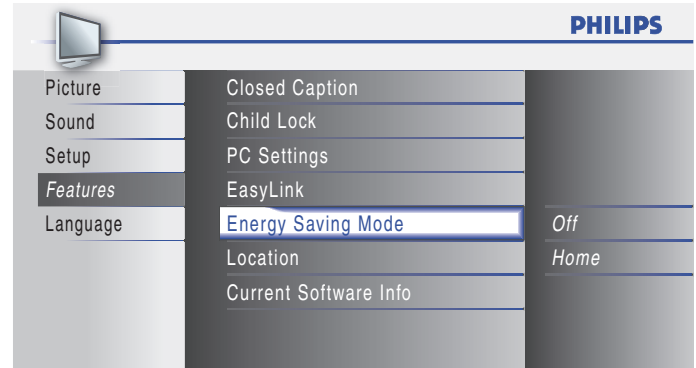 PHILIPS
Picture
Sound
Setup
Features
Language
Closed Caption
Child Lock
PC Settings
EasyLink
Energy Saving Mode
Location
Current Software Info
Off
Home